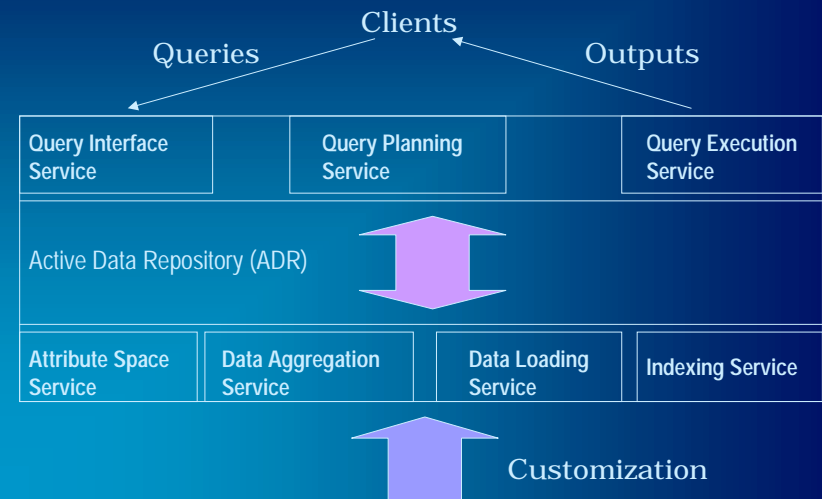 Clients
Queries
Outputs
Query Interface
Service
Query Planning
Service
Query Execution
Service
Active Data Repository (ADR)
Attribute Space
Service
Data Aggregation
Service
Data Loading
Service
Indexing Service
Customization